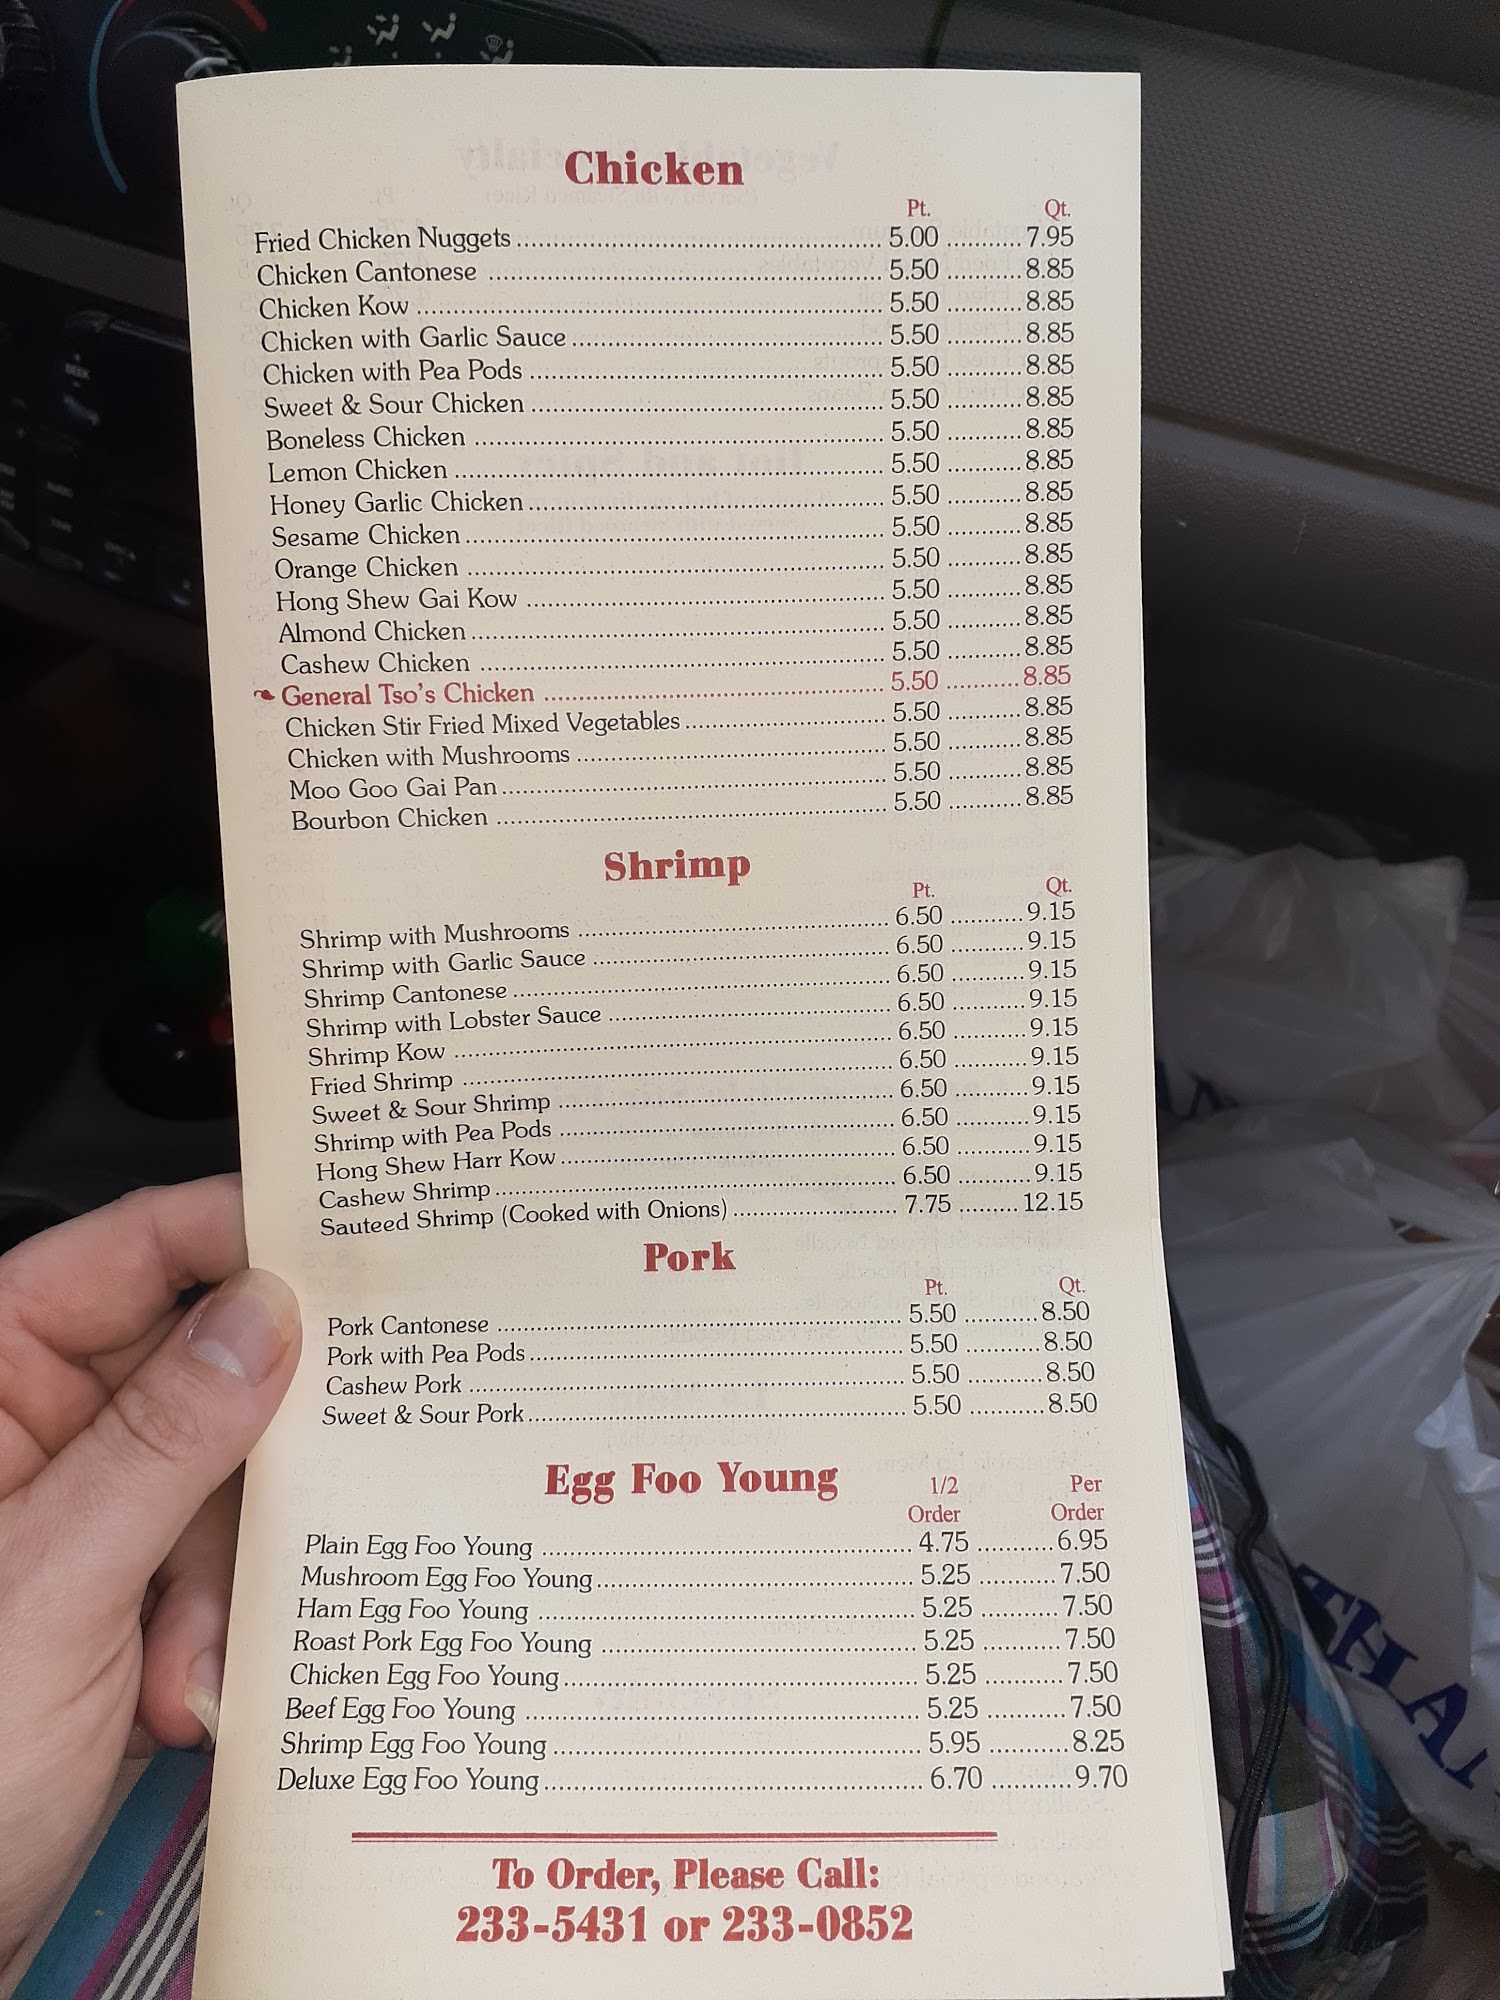 Chicken
Pt. Qt.
Fried Chicken Nuggets 5.00 7.95
Chicken Cantonese 5.50 8.85
Chicken Kow 5.50 8.85
Chicken with Garlic Sauce 5.50 8.85
Chicken with Pea Pods 5.50 8.85
Sweet & Sour Chicken 5.50 8.85
Boneless Chicken 5.50 8.85
Lemon Chicken 5.50 8.85
Honey Garlic Chicken 5.50 8.85
Sesame Chicken 5.50 8.85
Orange Chicken 5.50 8.85
Hong Shew Gai Kow 5.50 8.85
Almond Chicken 5.50 8.85
Cashew Chicken 5.50 8.85
General Tso's Chicken 5.50 8.85
Chicken Stir Fried Mixed Vegetables 5.50 8.85
Chicken with Mushrooms 5.50 8.85
Moo Goo Gai Pan 5.50 8.85
Bourbon Chicken 5.50 8.85
Shrimp
Pt. Qt.
Shrimp with Mushrooms 6.50 9.15
Shrimp with Garlic Sauce 6.50 9.15
Shrimp Cantonese 6.50 9.15
Shrimp with Lobster Sauce 6.50 9.15
Shrimp Kow 6.50 9.15
Fried Shrimp 6.50 9.15
Sweet & Sour Shrimp 6.50 9.15
Shrimp with Pea Pods 6.50 9.15
Hong Shew Harr Kow 6.50 9.15
Cashew Shrimp 6.50 9.15
Sauteed Shrimp (Cooked with Onions) 7.75 12.15
Pork
Pt. Qt.
Pork Cantonese 5.50 8.50
Pork with Pea Pods 5.50 8.50
Cashew Pork 5.50 8.50
Sweet & Sour Pork 5.50 8.50
Egg Foo Young
1/2 Per
Order Order
Plain Egg Foo Young 4.75 6.95
Mushroom Egg Foo Young 5.25 7.50
Ham Egg Foo Young 5.25 7.50
Roast Pork Egg Foo Young 5.25 7.50
Chicken Egg Foo Young 5.25 7.50
Beef Egg Foo Young 5.25 7.50
Shrimp Egg Foo Young 5.95 8.25
Deluxe Egg Foo Young 6.70 9.70
To Order, Please Call:
233-5431 or 233-0852
SEEK